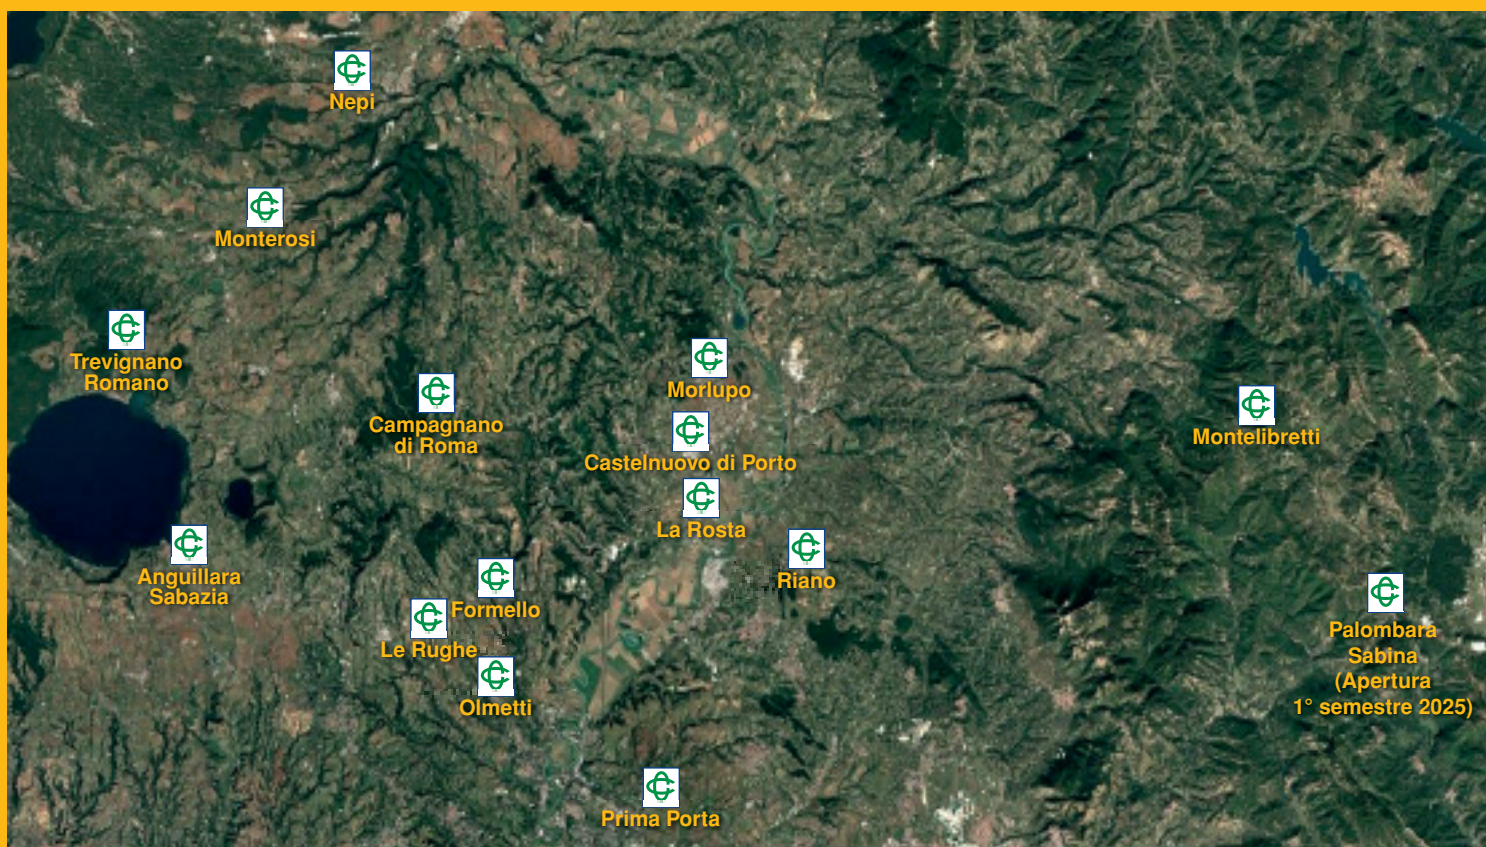 Nepi
Monterosi
Trevignano
Romano
Morlupo
Campagnano
di Roma
Montelibretti
Castelnuovo di Porto
La Rosta
Anguillara
Sabazia
Riano
Formello
Le Rughe
Palombara
Sabina
(Apertura
1° semestre 2025)
Olmetti
Prima Porta